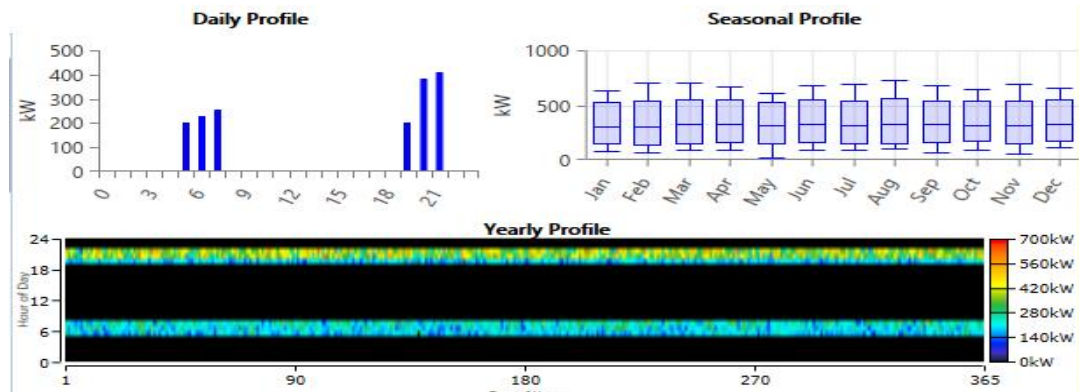 Daily Profile
Seasonal Profile
500
400
300
200
100
0
kW
0 3 6 9 12 15 18 21
1000
500
0
kW
Jan Feb Mar Apr May Jun Jul Aug Sep Oct Nov Dec
Yearly Profile
24
18
12
6
0
Hour of Day
1 90 180 270 365
700kW
560kW
420kW
280kW
140kW
0kW